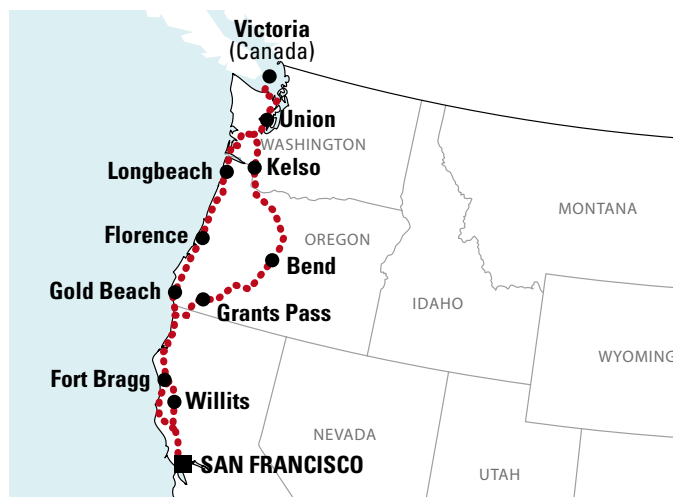 Victoria
(Canada)
Union
WASHINGTON
Longbeach
Kelso
MONTANA
Florence
OREGON
Bend
Gold Beach
IDAHO
Grants Pass
WYOMING
Fort Bragg
Willits
NEVADA
SAN FRANCISCO
UTAH